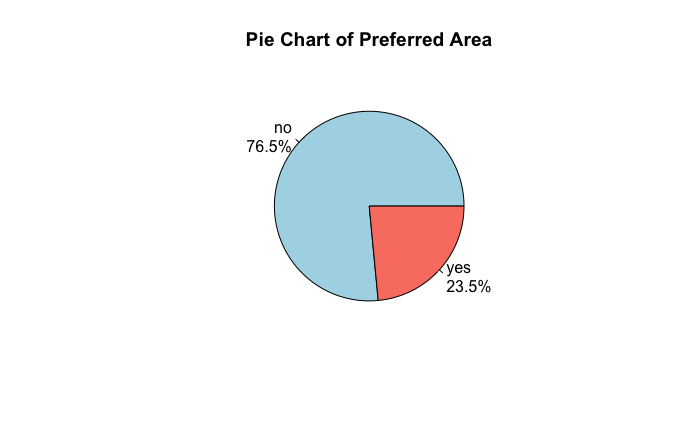 Pie Chart of Preferred Area
no
76.5%
yes
23.5%